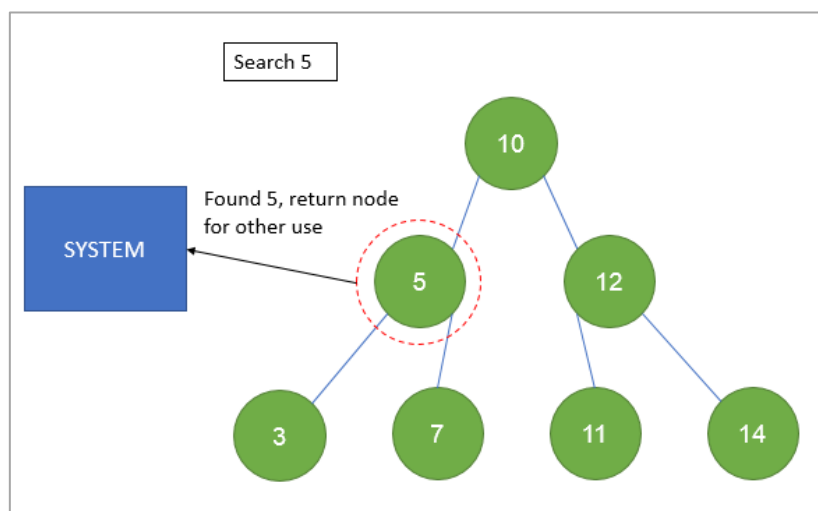 Search 5
10
Found 5, return node
for other use
SYSTEM
5
12
3
7
11
14